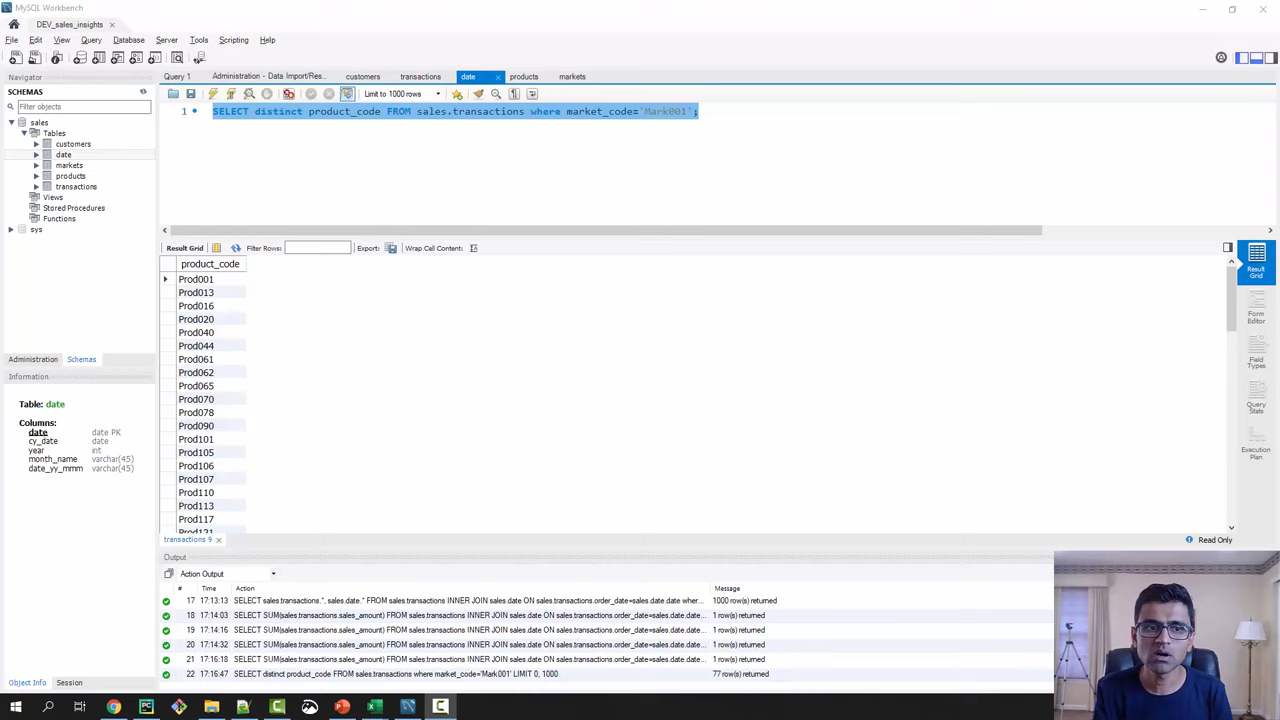 MySQL Workbench
DEV_sales_insights
File Edit View Query Database Server Tools Scripting Help
Navigator
SCHEMAS
Filter objects
sales
Tables
customers
date
markets
products
transactions
Views
Stored Procedures
Functions
sys
Administration Schemas
Information
Table: date
Columns:
date date PK
cy_date date
year int
month_name varchar(45)
date_yy_mmm varchar(45)
Object Info Session
Query 1 Administration - Data Import/Res... customers transactions date products markets
Limit to 1000 rows
1 SELECT distinct product_code FROM sales.transactions where market_code='Mark001';
Result Grid Filter Rows: Export: Wrap Cell Content:
product_code
Prod001
Prod013
Prod016
Prod020
Prod040
Prod044
Prod061
Prod062
Prod065
Prod070
Prod078
Prod090
Prod101
Prod105
Prod106
Prod107
Prod110
Prod113
Prod117
Prod121
Result Grid
Form Editor
Field Types
Query Stats
Execution Plan
transactions 9 Read Only
Output
Action Output
# Time Action Message
17 17:13:13 SELECT sales.transactions.*, sales.date.* FROM sales.transactions INNER JOIN sales.date ON sales.transactions.order_date=sales.date.date wher... 1000 row(s) returned
18 17:14:03 SELECT SUM(sales.transactions.sales_amount) FROM sales.transactions INNER JOIN sales.date ON sales.transactions.order_date=sales.date.date... 1 row(s) returned
19 17:14:16 SELECT SUM(sales.transactions.sales_amount) FROM sales.transactions INNER JOIN sales.date ON sales.transactions.order_date=sales.date.date... 1 row(s) returned
20 17:14:32 SELECT SUM(sales.transactions.sales_amount) FROM sales.transactions INNER JOIN sales.date ON sales.transactions.order_date=sales.date.date... 1 row(s) returned
21 17:16:18 SELECT SUM(sales.transactions.sales_amount) FROM sales.transactions INNER JOIN sales.date ON sales.transactions.order_date=sales.date.date... 1 row(s) returned
22 17:16:47 SELECT distinct product_code FROM sales.transactions where market_code='Mark001' LIMIT 0, 1000 77 row(s) returned